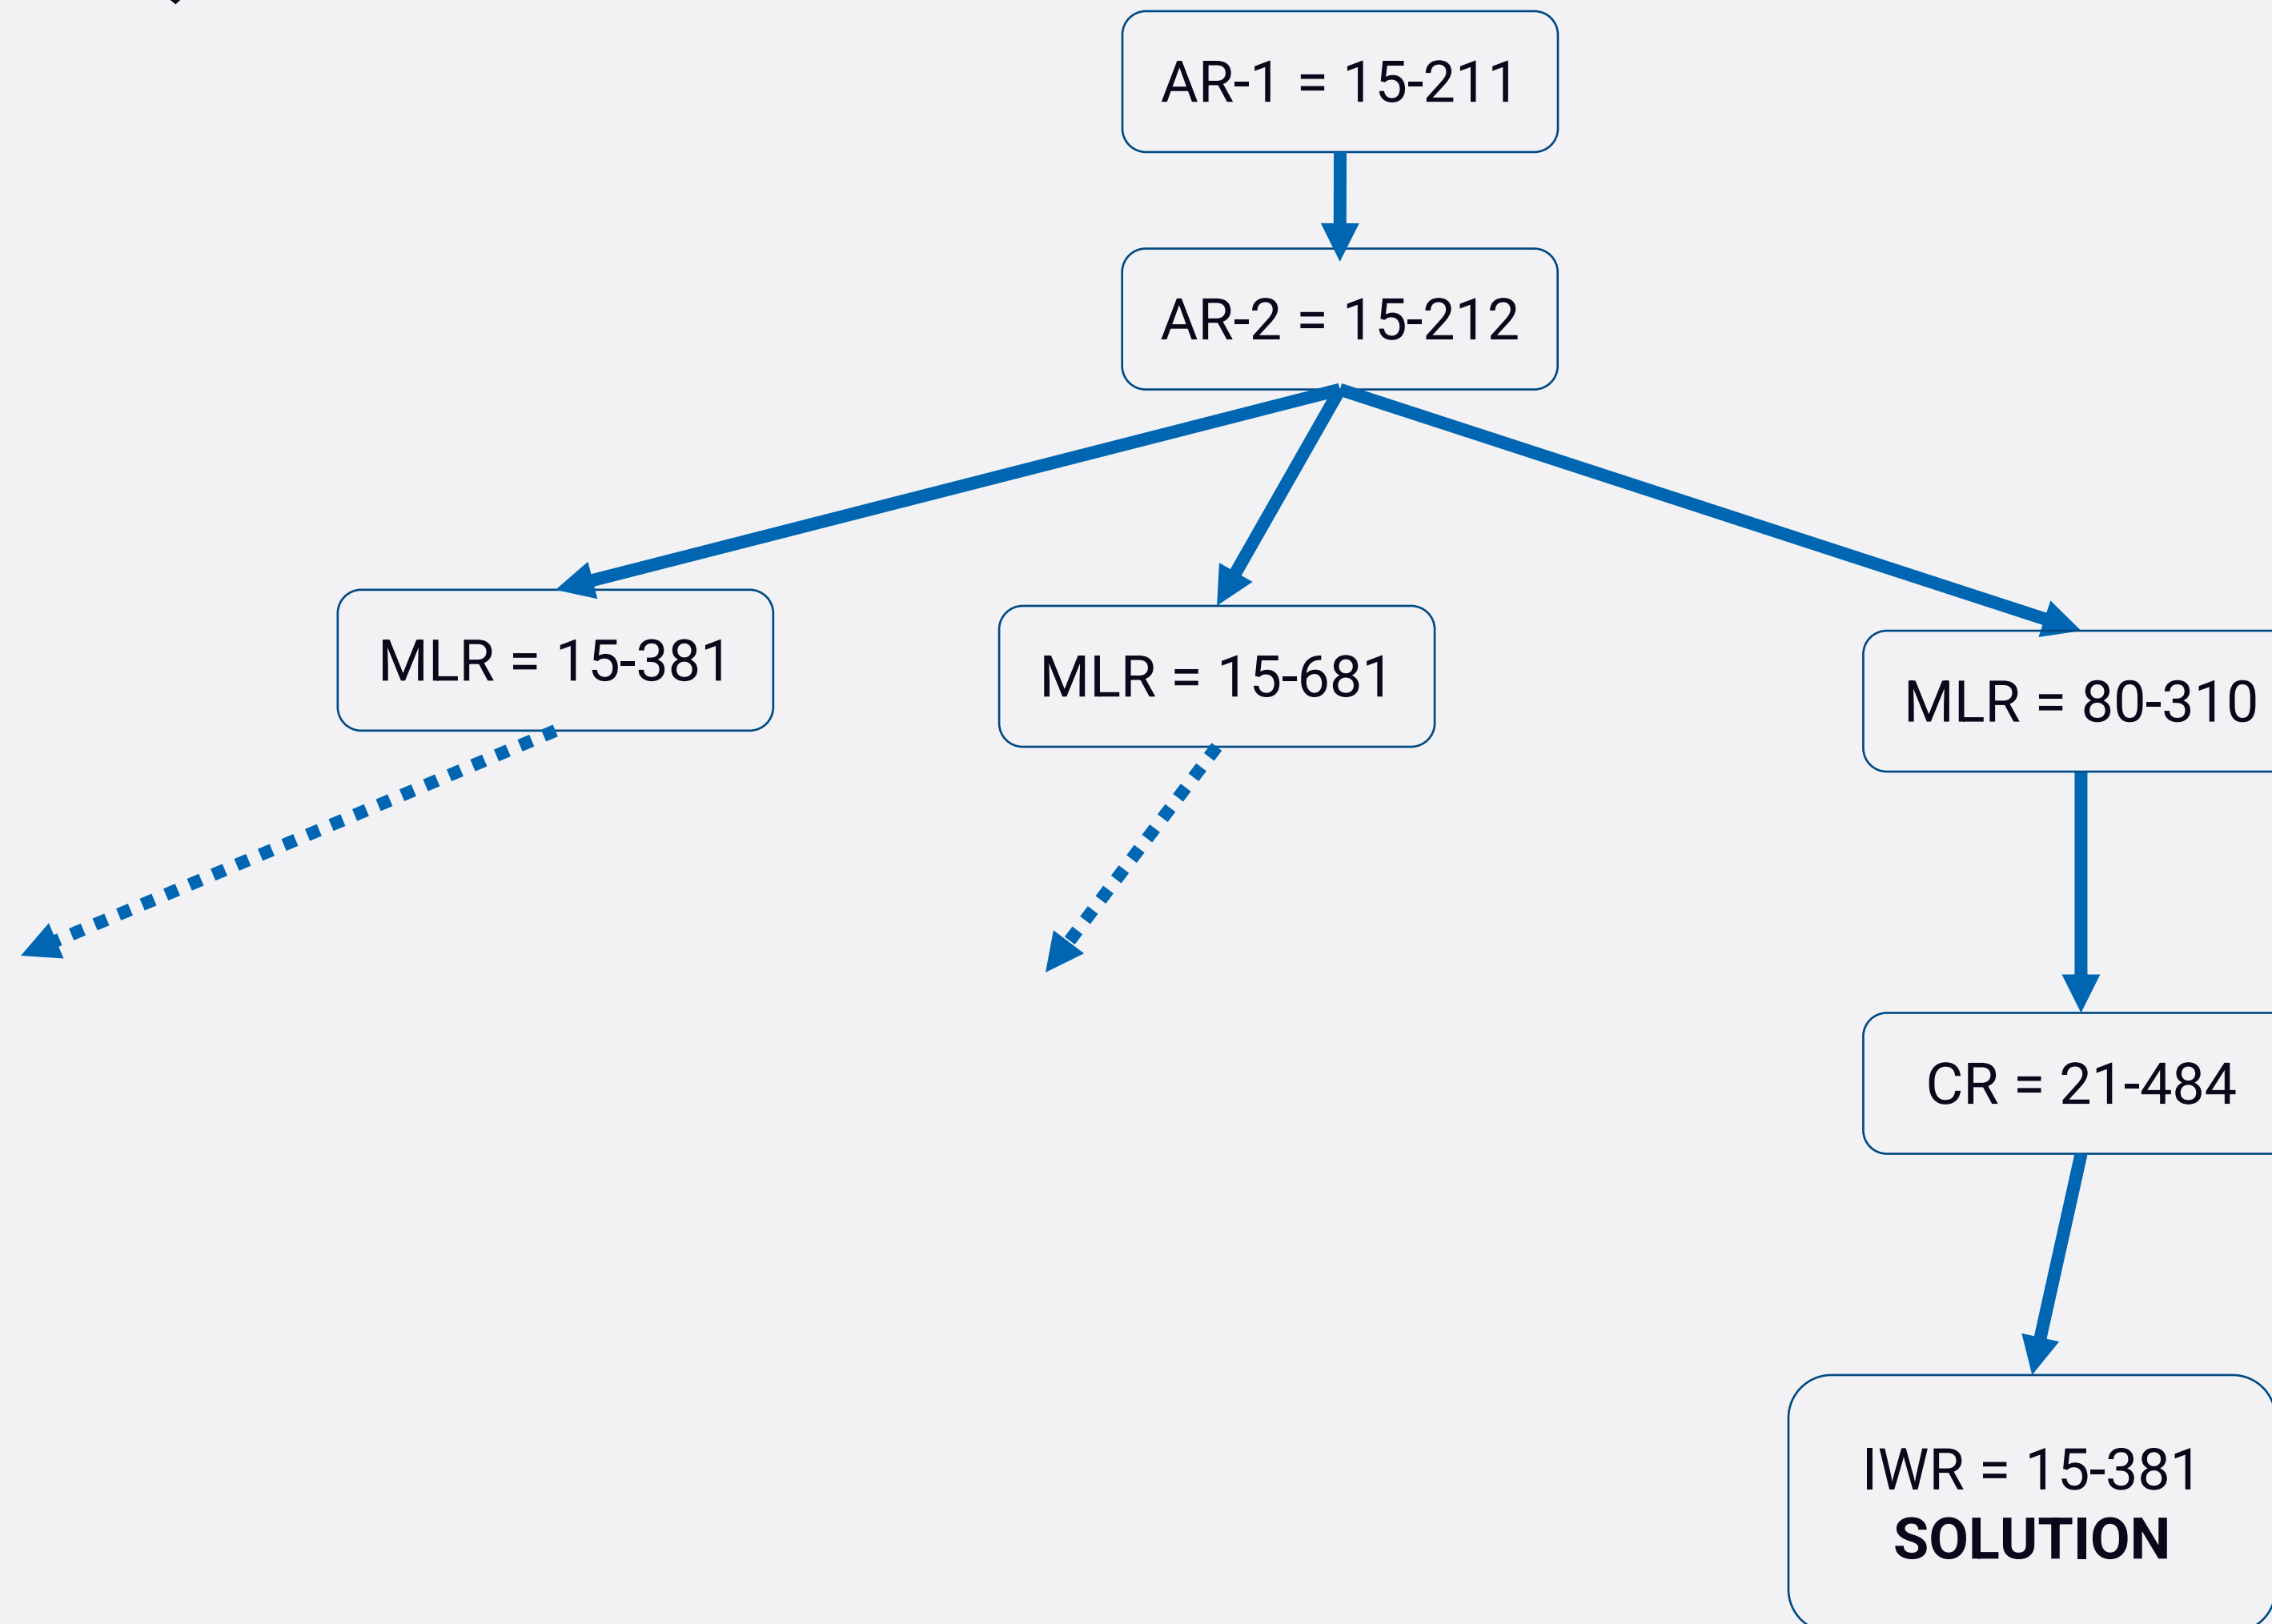 AR-1 = 15-211
AR-2 = 15-212
MLR = 15-381
MLR = 15-681
MLR = 80-310
CR = 21-484
IWR = 15-381
SOLUTION